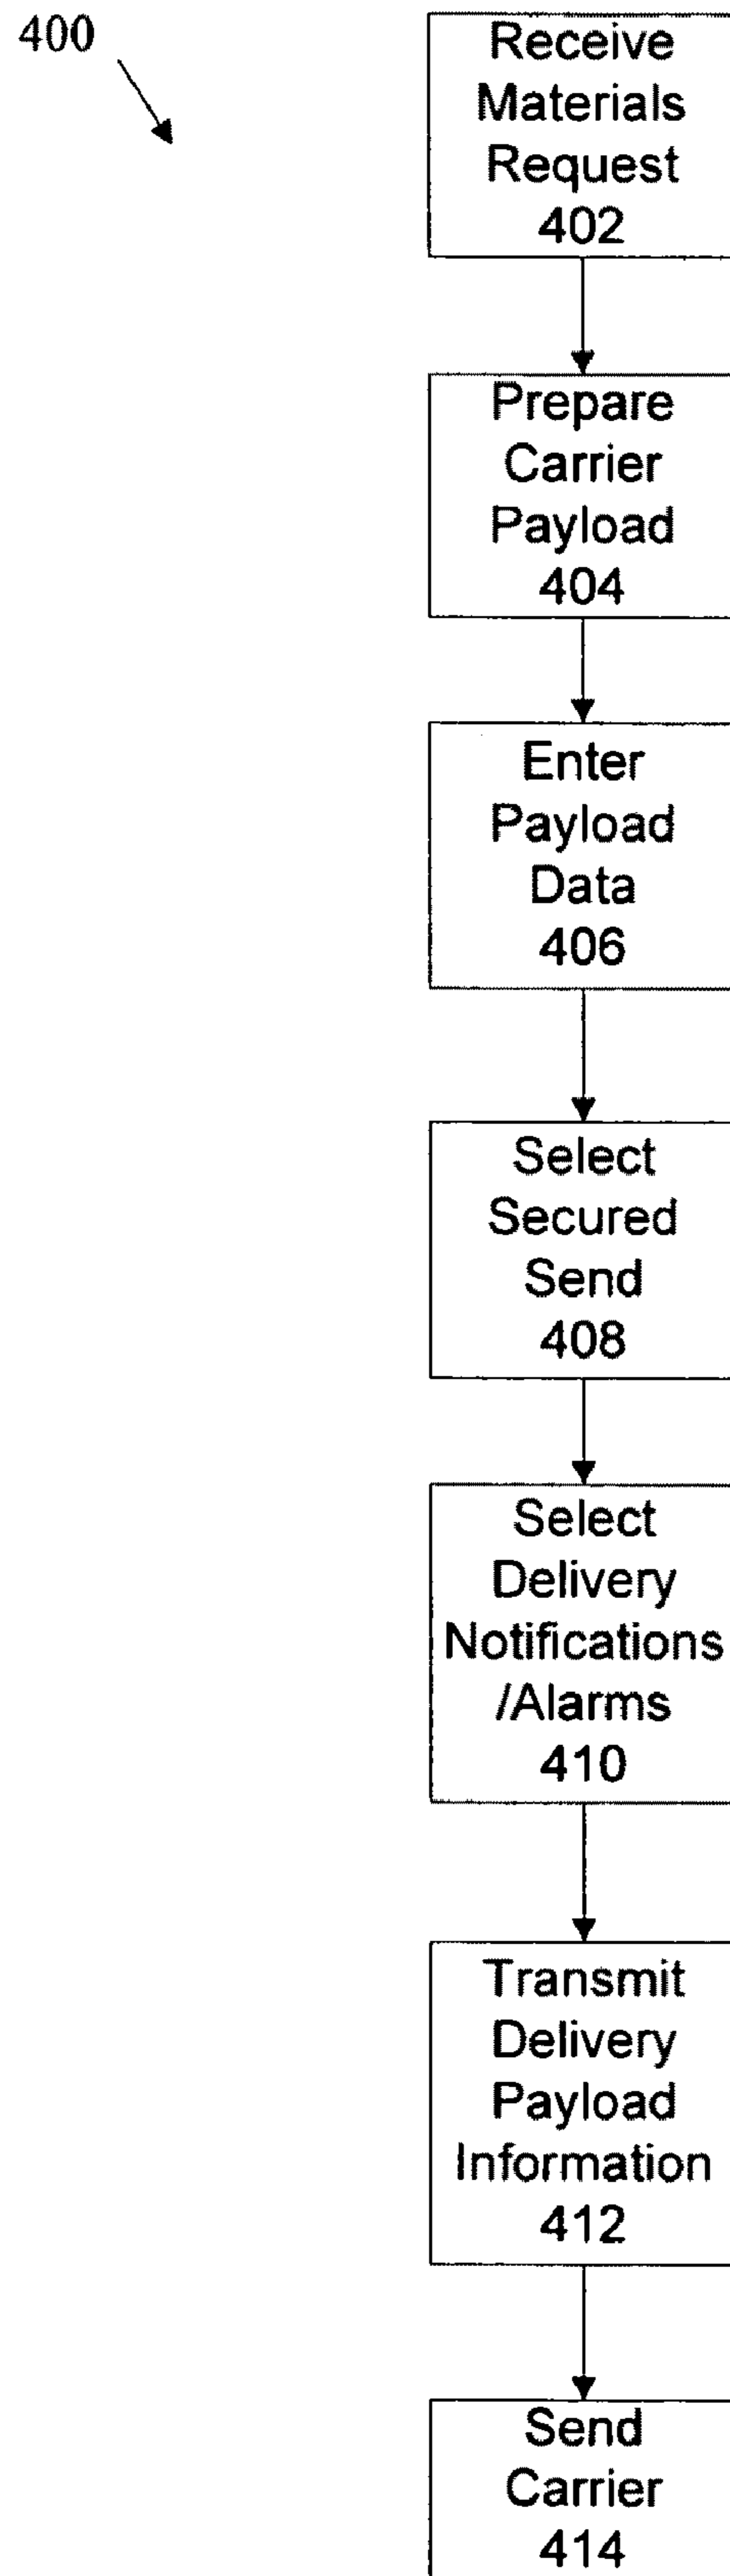 400
Receive
Materials
Request
402
Prepare
Carrier
Payload
404
Enter
Payload
Data
406
Select
Secured
Send
408
Select
Delivery
Notifications
/Alarms
410
Transmit
Delivery
Payload
Information
412
Send
Carrier
414